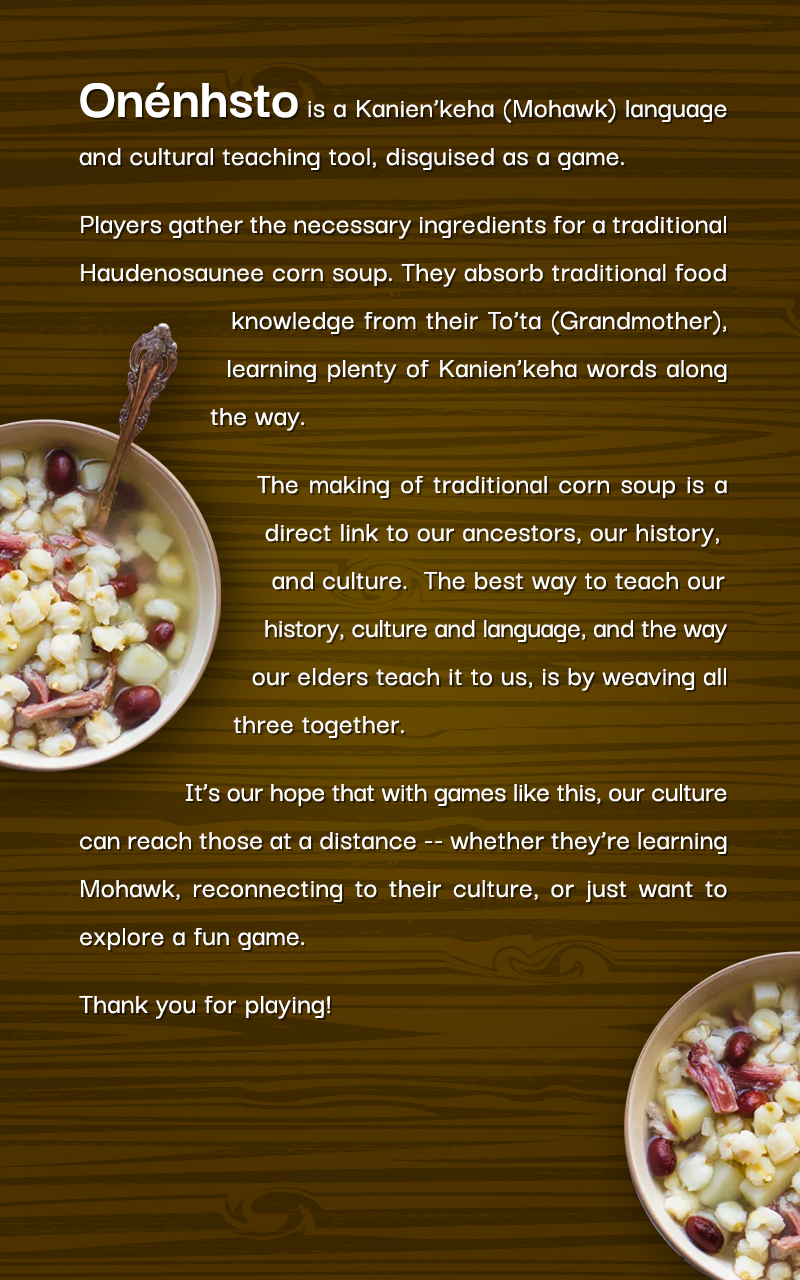 Onénhsto is a Kanien’keha (Mohawk) language
and cultural teaching tool, disguised as a game.
Players gather the necessary ingredients for a traditional
Haudenosaunee corn soup. They absorb traditional food
knowledge from their To’ta (Grandmother),
learning plenty of Kanien’keha words along
the way.
The making of traditional corn soup is a
direct link to our ancestors, our history,
and culture.  The best way to teach our
history, culture and language, and the way
our elders teach it to us, is by weaving all
three together.
It’s our hope that with games like this, our culture
can reach those at a distance -- whether they’re learning
Mohawk, reconnecting to their culture, or just want to
explore a fun game.
Thank you for playing!